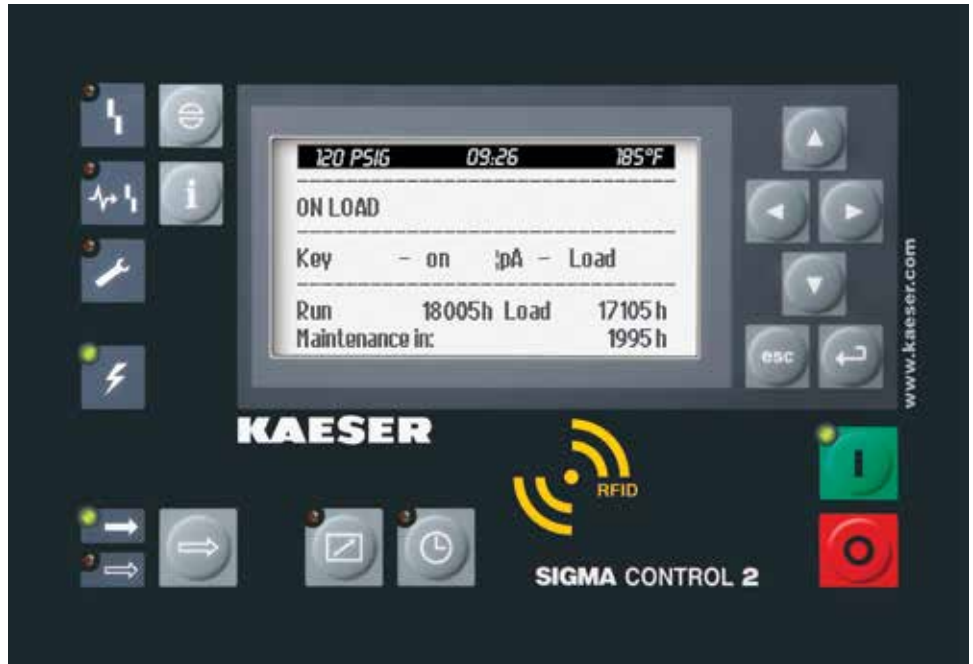 120 PSIG 09:26 185°F
ON LOAD
Key - on ¦pA - Load
Run 18005h Load 17105h
Maintenance in: 1995h
esc
www.kaeser.com
KAESER
RFID
I
O
SIGMA CONTROL 2
i